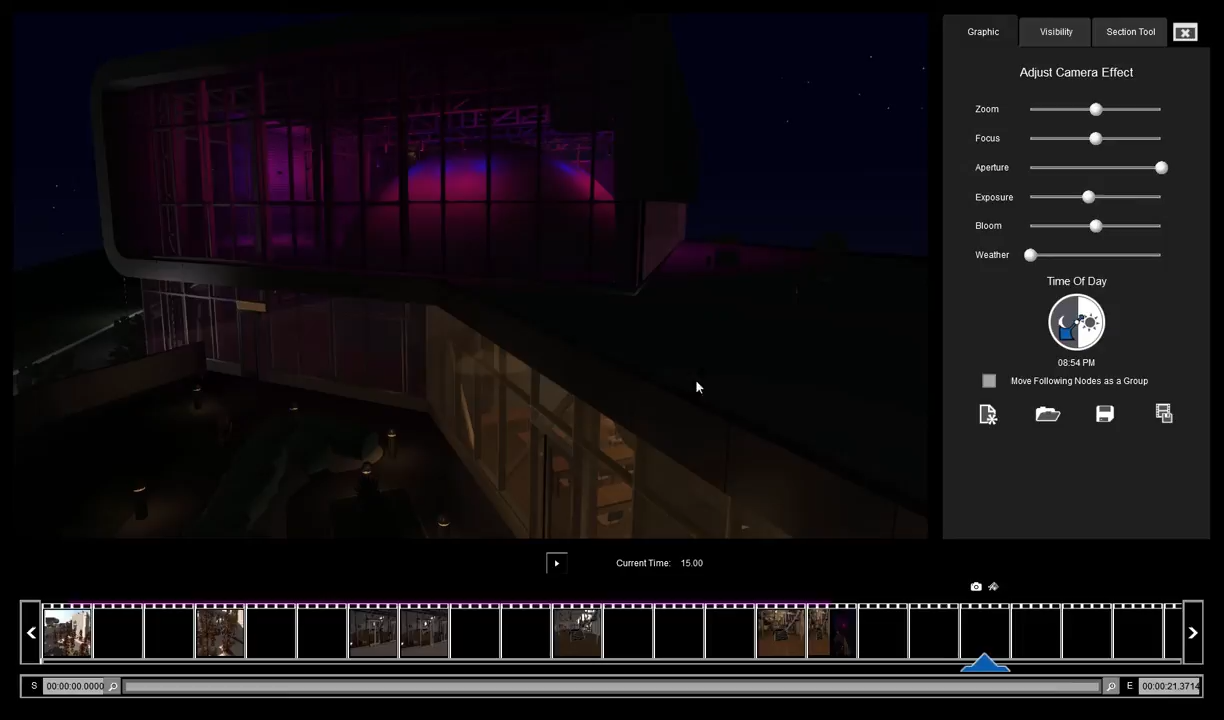 Graphic
Visibility
Section Tool
Adjust Camera Effect
Zoom
Focus
Aperture
Exposure
Bloom
Weather
Time Of Day
08:54 PM
Move Following Nodes as a Group
Current Time: 15.00
S 00:00:00.0000
E 00:00:21.3714